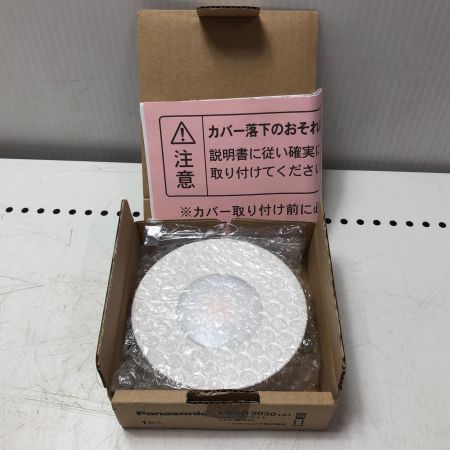 注意
カバー落下のおそれ
説明書に従い確実に
取り付けてください
※カバー取り付け前に必
Panasonic
2020 LE1